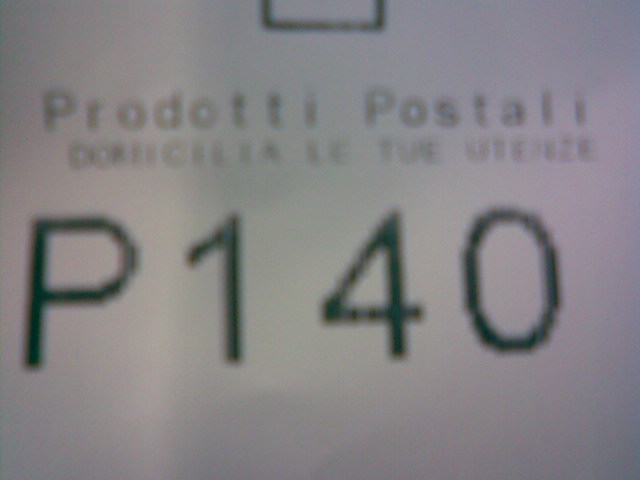 Prodotti Postali
DOMICILIA LE TUE UTENZE
P140